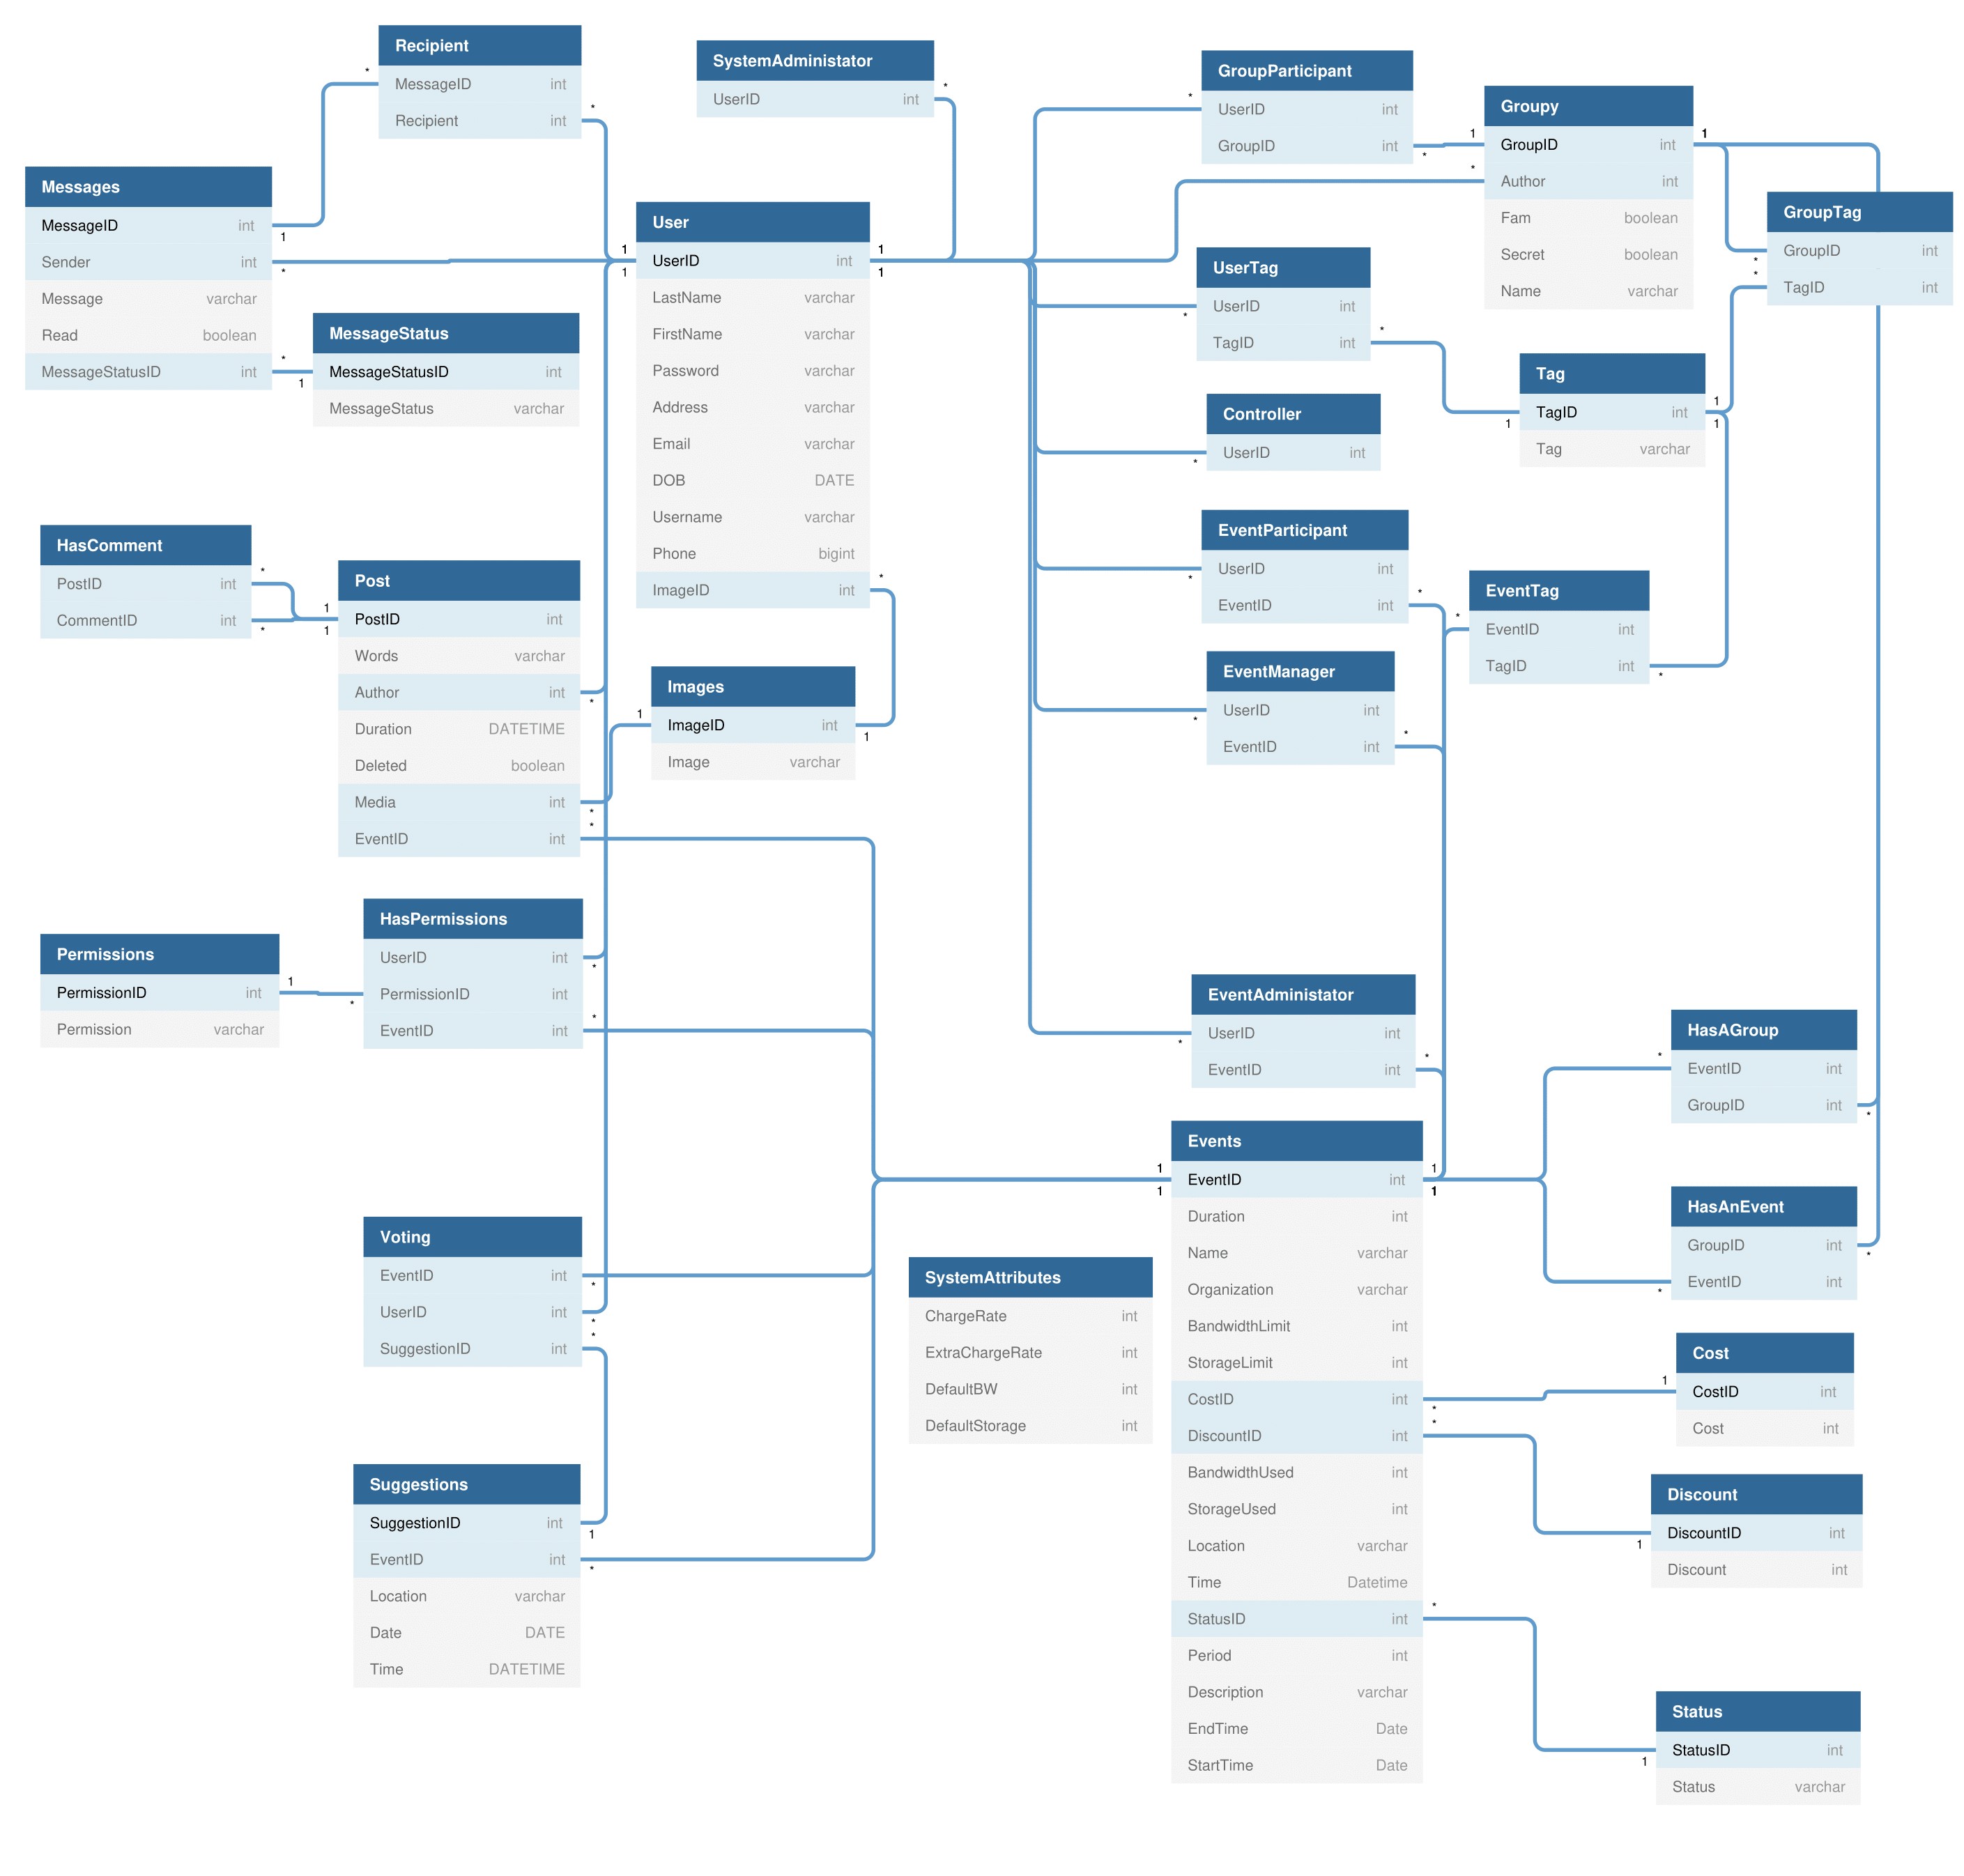 Recipient
MessageID int
Recipient int
SystemAdministator
UserID int
GroupParticipant
UserID int
GroupID int
Groupy
GroupID int
Author int
Fam boolean
Secret boolean
Name varchar
Messages
MessageID int
Sender int
Message varchar
Read boolean
MessageStatusID int
GroupTag
GroupID int
TagID int
User
UserID int
LastName varchar
FirstName varchar
Password varchar
Address varchar
Email varchar
DOB DATE
Username varchar
Phone bigint
ImageID int
UserTag
UserID int
TagID int
MessageStatus
MessageStatusID int
MessageStatus varchar
Tag
TagID int
Tag varchar
Controller
UserID int
EventParticipant
UserID int
EventID int
HasComment
PostID int
CommentID int
Post
PostID int
Words varchar
Author int
Duration DATETIME
Deleted boolean
Media int
EventID int
EventTag
EventID int
TagID int
EventManager
UserID int
EventID int
Images
ImageID int
Image varchar
HasPermissions
UserID int
PermissionID int
EventID int
Permissions
PermissionID int
Permission varchar
EventAdministator
UserID int
EventID int
HasAGroup
EventID int
GroupID int
Events
EventID int
Duration int
Name varchar
Organization varchar
BandwidthLimit int
StorageLimit int
CostID int
DiscountID int
BandwidthUsed int
StorageUsed int
Location varchar
Time Datetime
StatusID int
Period int
Description varchar
EndTime Date
StartTime Date
HasAnEvent
GroupID int
EventID int
Voting
EventID int
UserID int
SuggestionID int
SystemAttributes
ChargeRate int
ExtraChargeRate int
DefaultBW int
DefaultStorage int
Cost
CostID int
Cost int
Suggestions
SuggestionID int
EventID int
Location varchar
Date DATE
Time DATETIME
Discount
DiscountID int
Discount int
Status
StatusID int
Status varchar